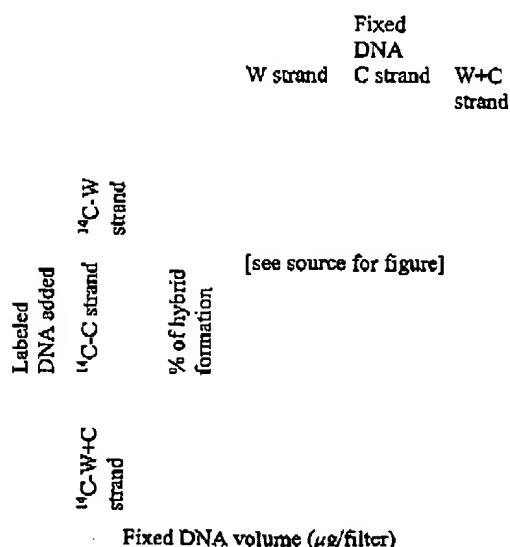 Fixed
DNA
W strand C strand W+C
strand
¹⁴C-W
strand
[see source for figure]
Labeled
DNA added
¹⁴C-C strand
% of hybrid
formation
¹⁴C-W+C
strand
Fixed DNA volume (μg/filter)